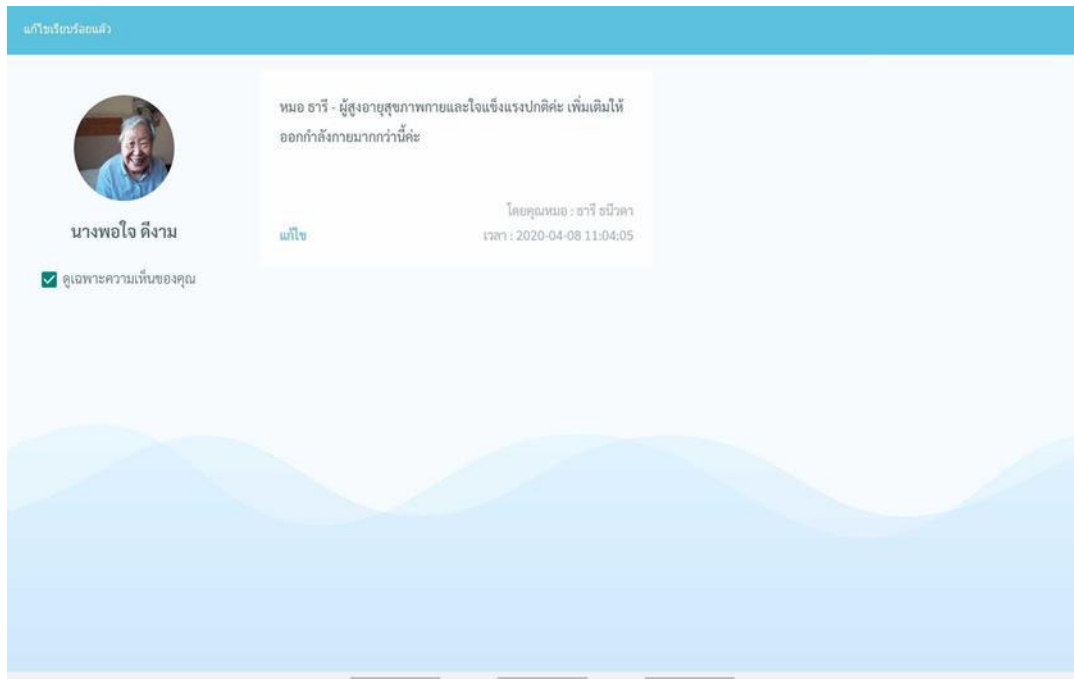 แก้ไขเรียบร้อยแล้ว
นางพอใจ ดีงาม
ดูเฉพาะความเห็นของคุณ
หมอ ธารี - ผู้สูงอายุสุขภาพกายและใจแข็งแรงปกติค่ะ เพิ่มเติมให้
ออกกำลังกายมากกว่านี้ค่ะ
โดยคุณหมอ : ธารี ธนีวดา
แก้ไข
เวลา : 2020-04-08 11:04:05